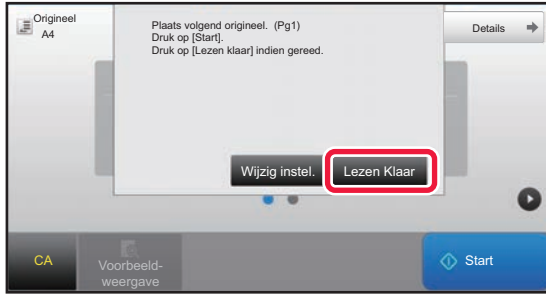 Origineel
A4
Plaats volgend origineel. (Pg1)
Druk op [Start].
Druk op [Lezen klaar] indien gereed.
Details
Wijzig instel.
Lezen Klaar
CA
Voorbeeld-
weergave
Start